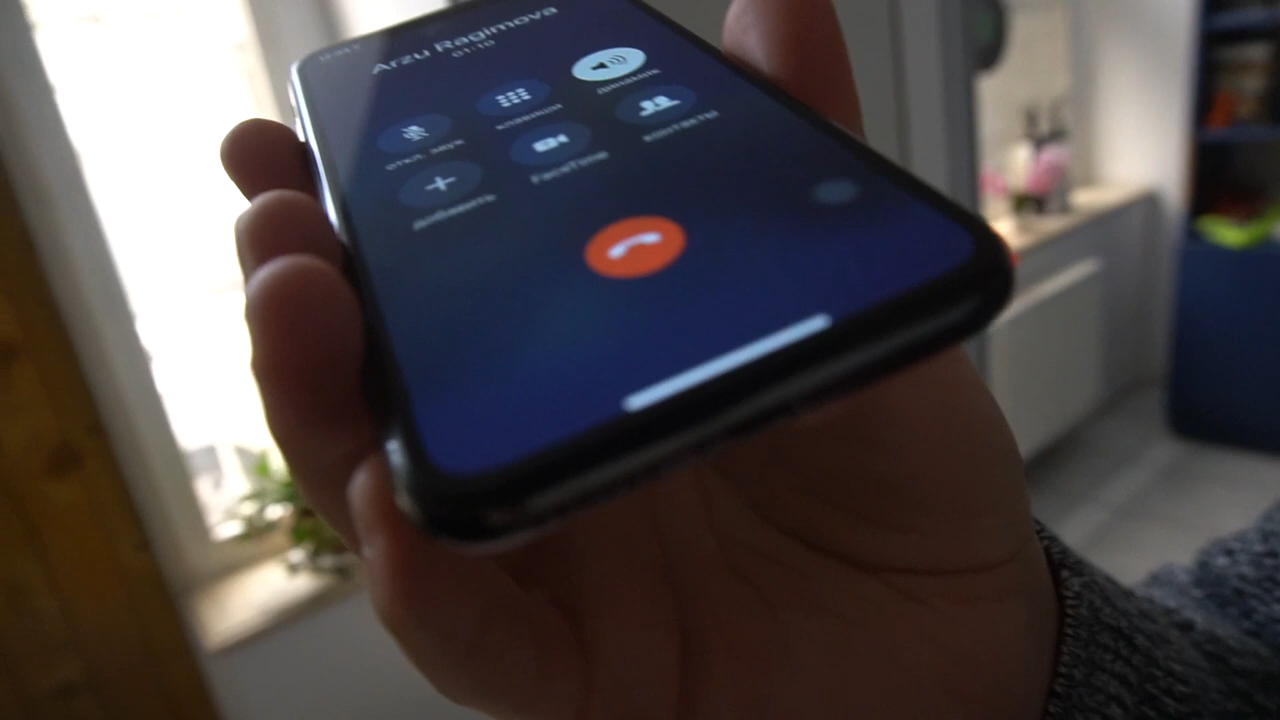 Arzu Ragimova
01:10
откл. звук
клавиши
динамик
добавить
FaceTime
контакты